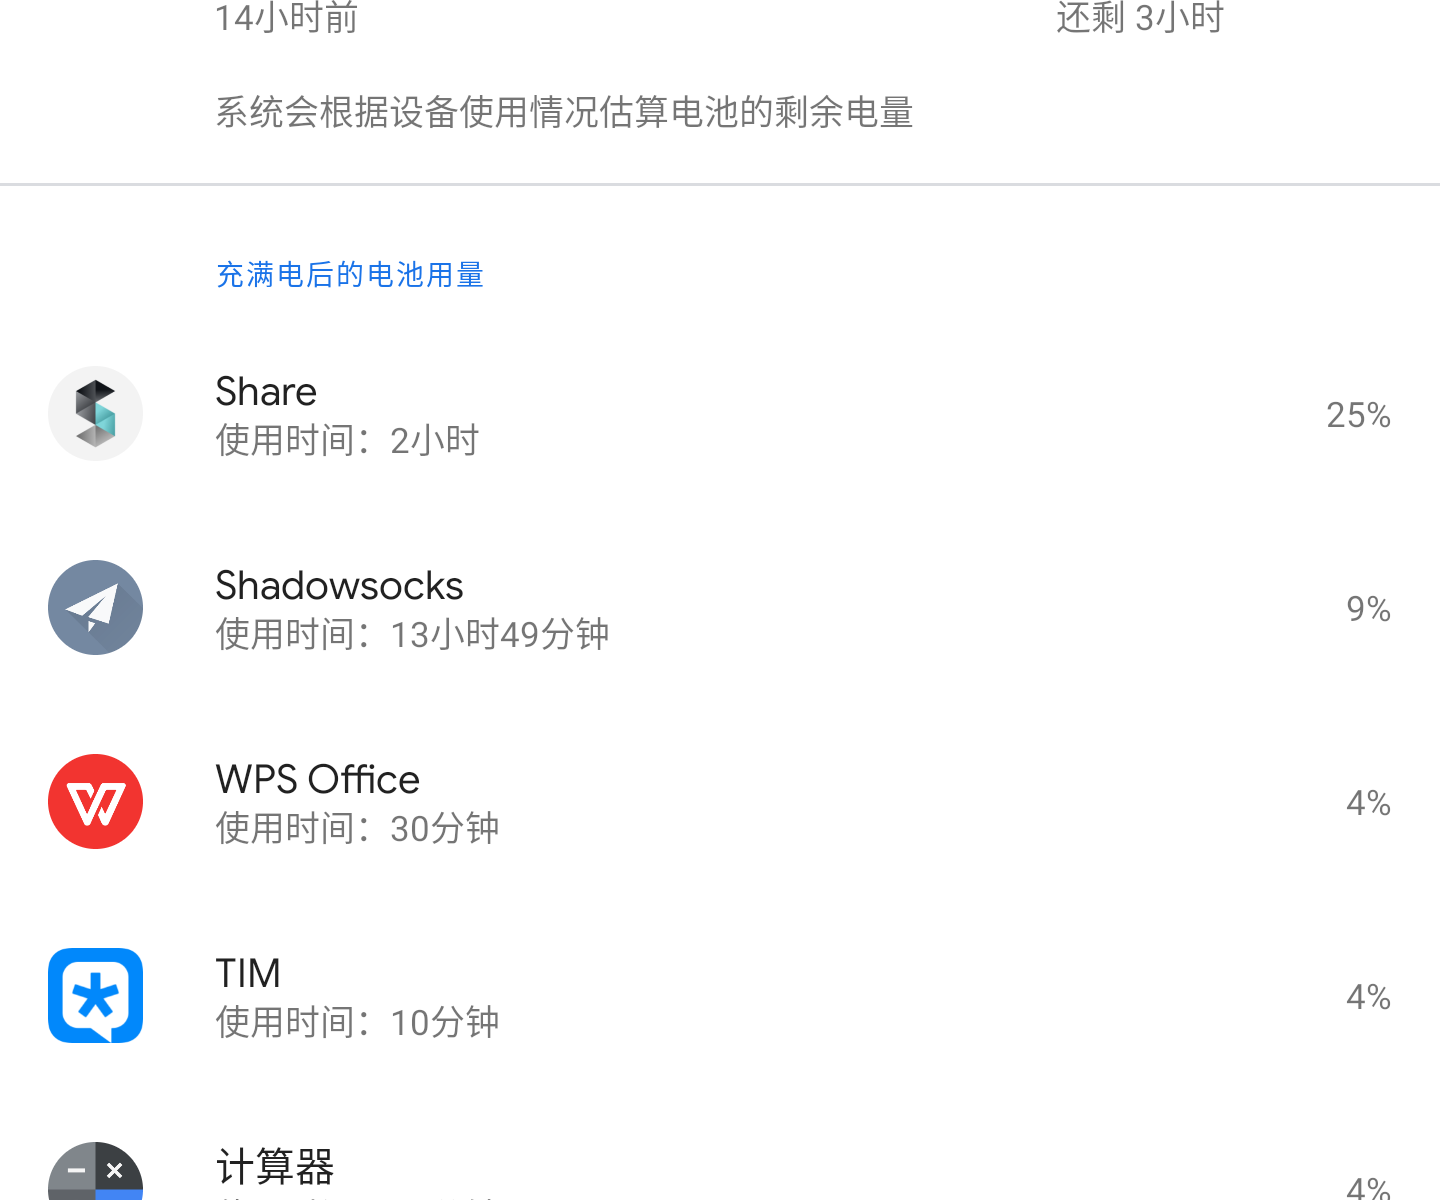 14小时前 还剩 3小时
系统会根据设备使用情况估算电池的剩余电量
充满电后的电池用量
Share
使用时间：2小时
25%
Shadowsocks
使用时间：13小时49分钟
9%
WPS Office
使用时间：30分钟
4%
TIM
使用时间：10分钟
4%
计算器
4%